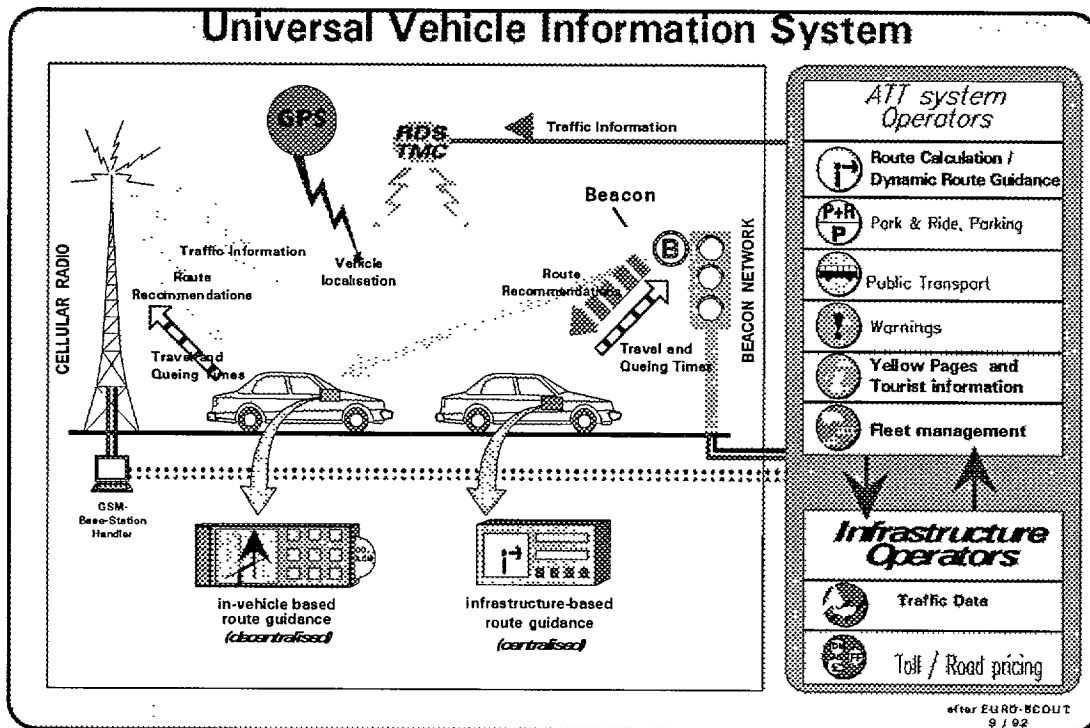 Universal Vehicle Information System
CELLULAR RADIO
GPS
RDS
TMC
Traffic Information
Beacon
B
BEACON NETWORK
Traffic Information
Vehicle
localisation
Route
Recommendations
Route
Recommendations
Travel and
Queing Times
Travel and
Queing Times
GSM-
Base-Station
Handler
in-vehicle based
route guidance
(decentralised)
infrastructure-based
route guidance
(centralised)
ATT system
Operators
Route Calculation /
Dynamic Route Guidance
P+R
P
Park & Ride, Parking
Public Transport
Warnings
Yellow Pages and
Tourist information
Fleet management
Infrastructure
Operators
Traffic Data
Toll / Road pricing
after EURO-SCOUT
9 / 92